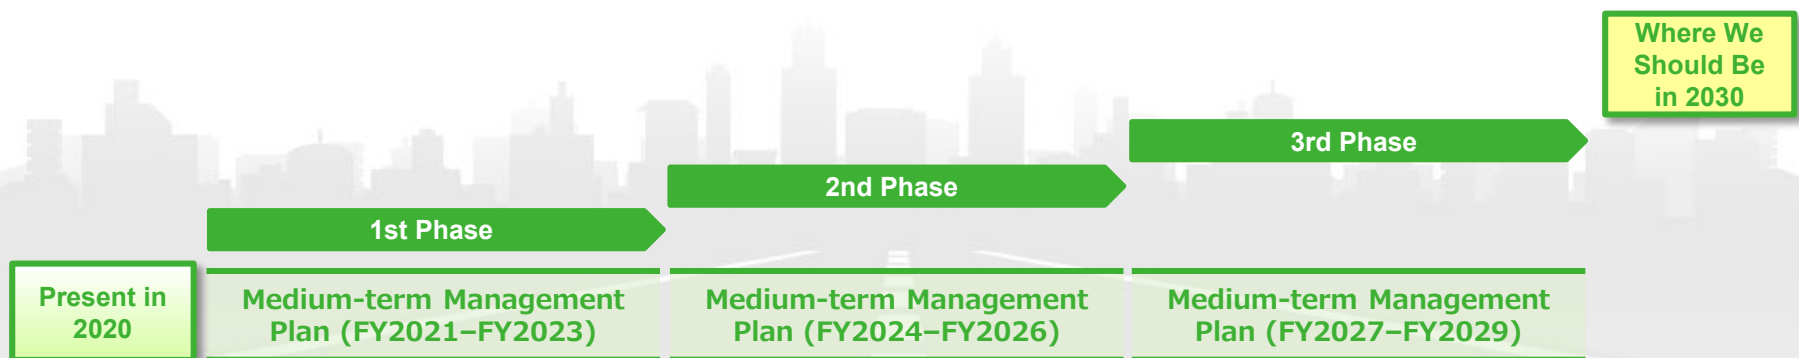 Where We
Should Be
in 2030
3rd Phase
2nd Phase
1st Phase
Present in
2020
Medium-term Management
Plan (FY2021–FY2023)
Medium-term Management
Plan (FY2024–FY2026)
Medium-term Management
Plan (FY2027–FY2029)